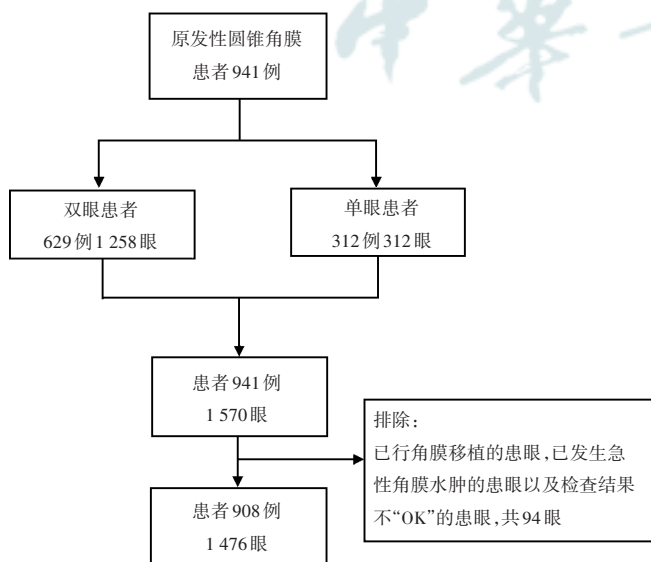 中华
原发性圆锥角膜
患者941例
双眼患者
629例1 258眼
单眼患者
312例312眼
患者941例
1 570眼
排除：
已行角膜移植的患眼，已发生急
性角膜水肿的患眼以及检查结果
不“OK”的患眼，共94眼
患者908例
1 476眼